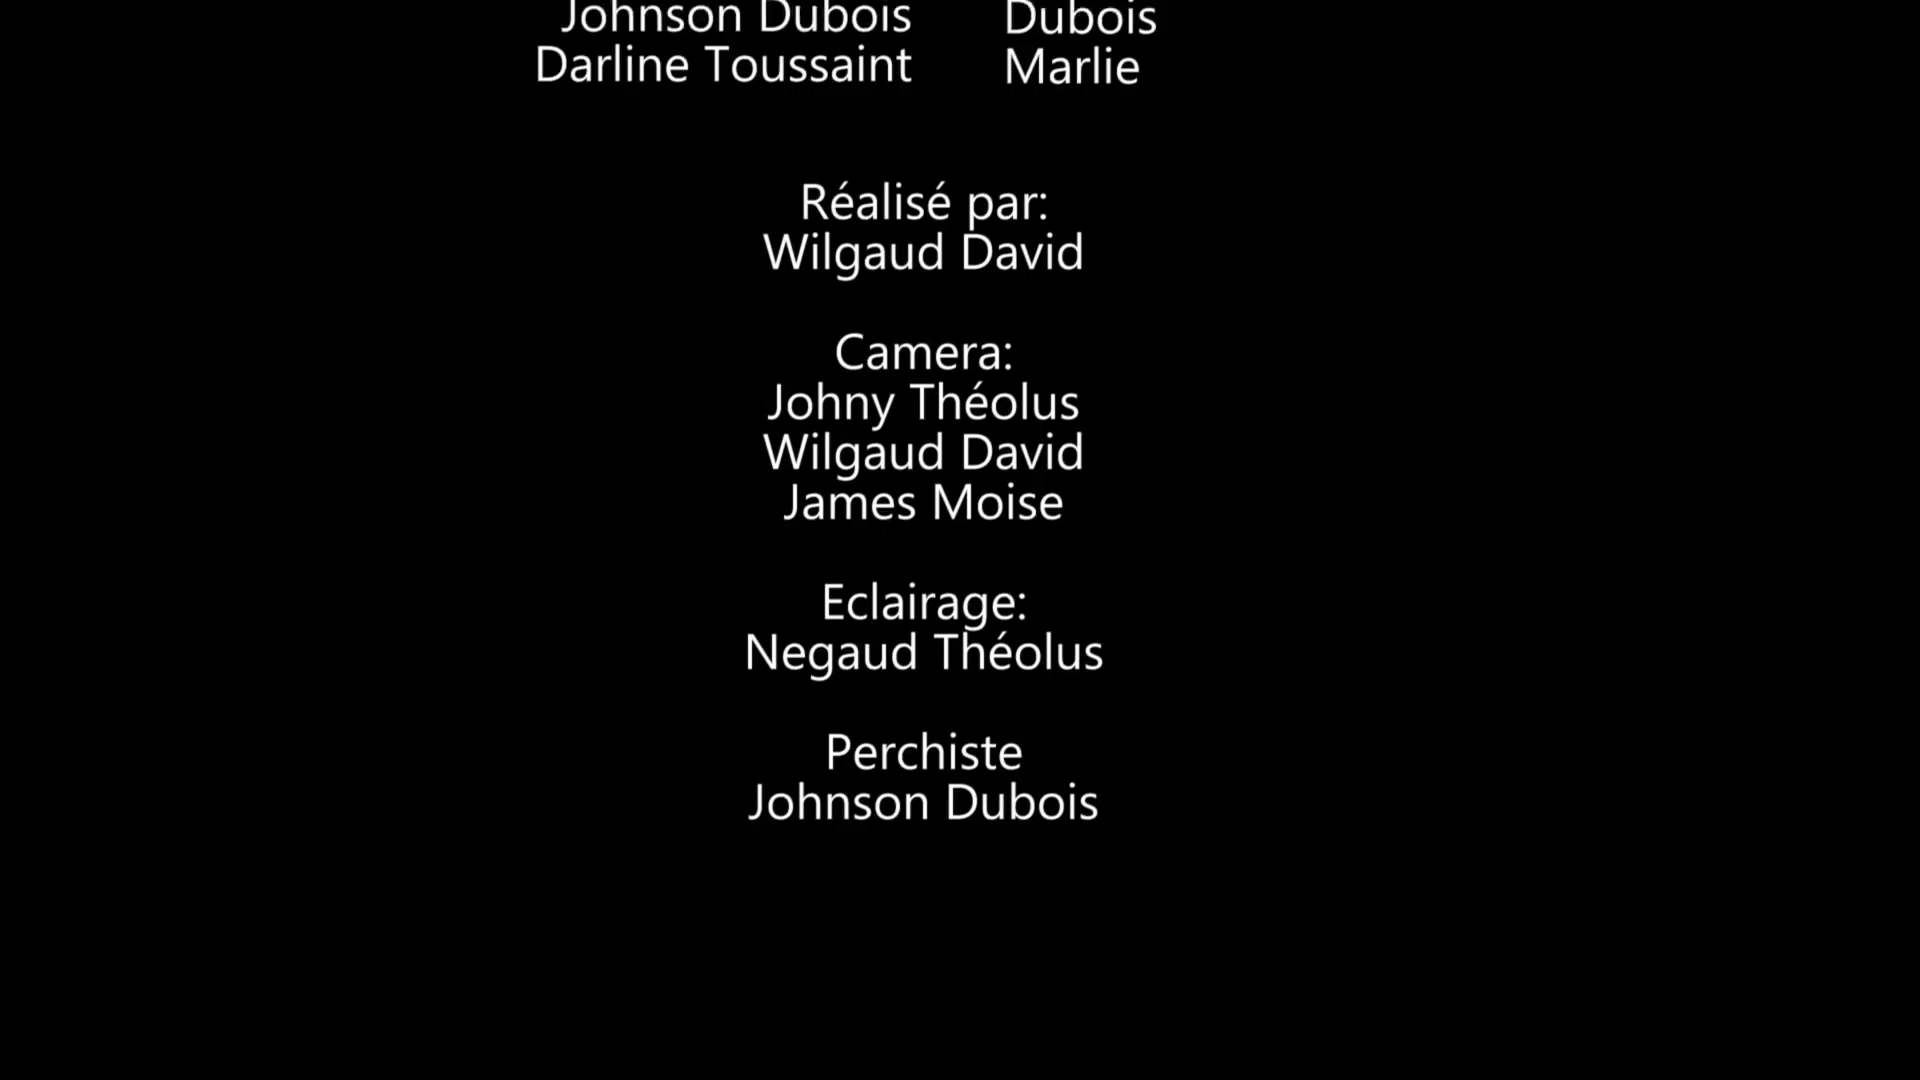 Johnson Dubois Dubois
Darline Toussaint Marlie
Réalisé par:
Wilgaud David
Camera:
Johny Théolus
Wilgaud David
James Moise
Eclairage:
Negaud Théolus
Perchiste
Johnson Dubois